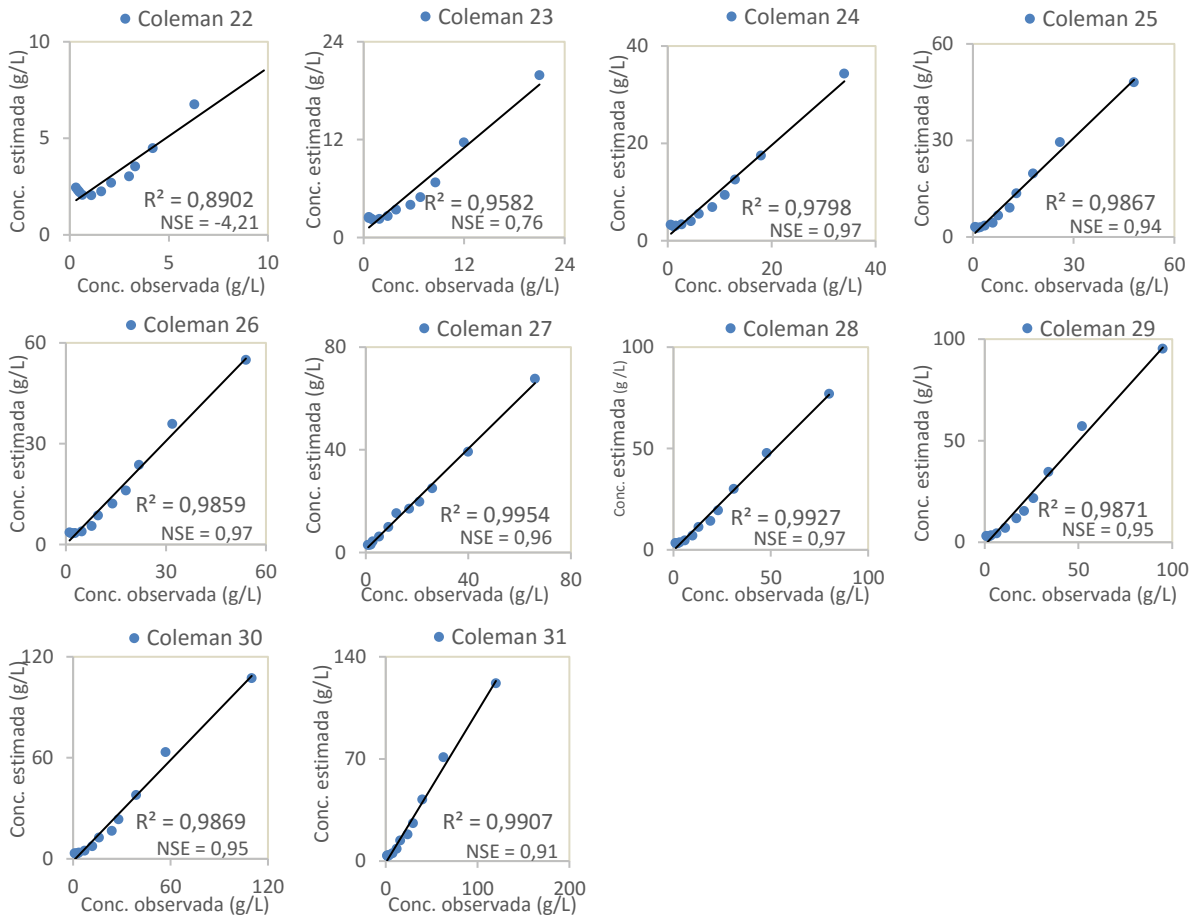 Coleman 22
Conc. estimada (g/L)
10
5
0
R² = 0,8902
NSE = -4,21
0 5 10
Conc. observada (g/L)
Coleman 23
Conc. estimada (g/L)
24
12
0
R² = 0,9582
NSE = 0,76
0 12 24
Conc. observada (g/L)
Coleman 24
Conc. estimada (g/L)
40
20
0
R² = 0,9798
NSE = 0,97
0 20 40
Conc. observada (g/L)
Coleman 25
Conc. estimada (g/L)
60
30
0
R² = 0,9867
NSE = 0,94
0 30 60
Conc. observada (g/L)
Coleman 26
Conc. estimada (g/L)
60
30
0
R² = 0,9859
NSE = 0,97
0 30 60
Conc. observada (g/L)
Coleman 27
Conc. estimada (g/L)
80
40
0
R² = 0,9954
NSE = 0,96
0 40 80
Conc. observada (g/L)
Coleman 28
Conc. estimada (g /L)
100
50
0
R² = 0,9927
NSE = 0,97
0 50 100
Conc. observada (g/L)
Coleman 29
Conc. estimada (g/L)
100
50
0
R² = 0,9871
NSE = 0,95
0 50 100
Conc. observada (g/L)
Coleman 30
Conc. estimada (g/L)
120
60
0
R² = 0,9869
NSE = 0,95
0 60 120
Conc. observada (g/L)
Coleman 31
Conc. estimada (g/L)
140
70
0
R² = 0,9907
NSE = 0,91
0 100 200
Conc. observada (g/L)